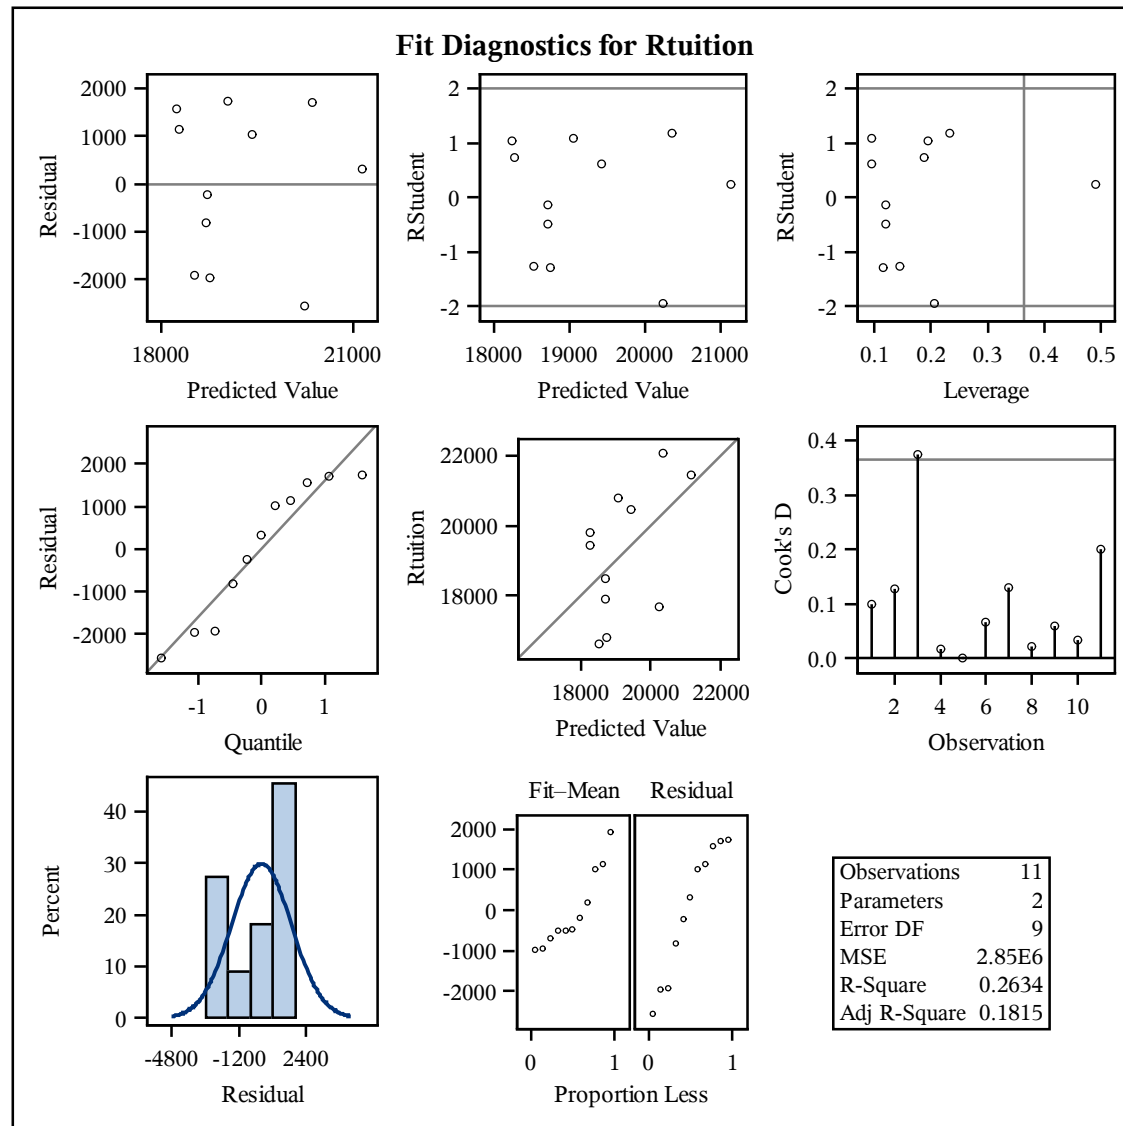 Fit Diagnostics for Rtuition
2000
1000
0
-1000
-2000
Residual
18000 21000
Predicted Value
2
1
0
-1
-2
RStudent
18000 19000 20000 21000
Predicted Value
2
1
0
-1
-2
RStudent
0.1 0.2 0.3 0.4 0.5
Leverage
2000
1000
0
-1000
-2000
Residual
-1 0 1
Quantile
22000
20000
18000
Rtuition
18000 20000 22000
Predicted Value
0.4
0.3
0.2
0.1
0.0
Cook's D
2 4 6 8 10
Observation
40
30
20
10
0
Percent
-4800 -1200 2400
Residual
Fit–Mean Residual
2000
1000
0
-1000
-2000
0 1 0 1
Proportion Less
Observations 11
Parameters 2
Error DF 9
MSE 2.85E6
R-Square 0.2634
Adj R-Square 0.1815